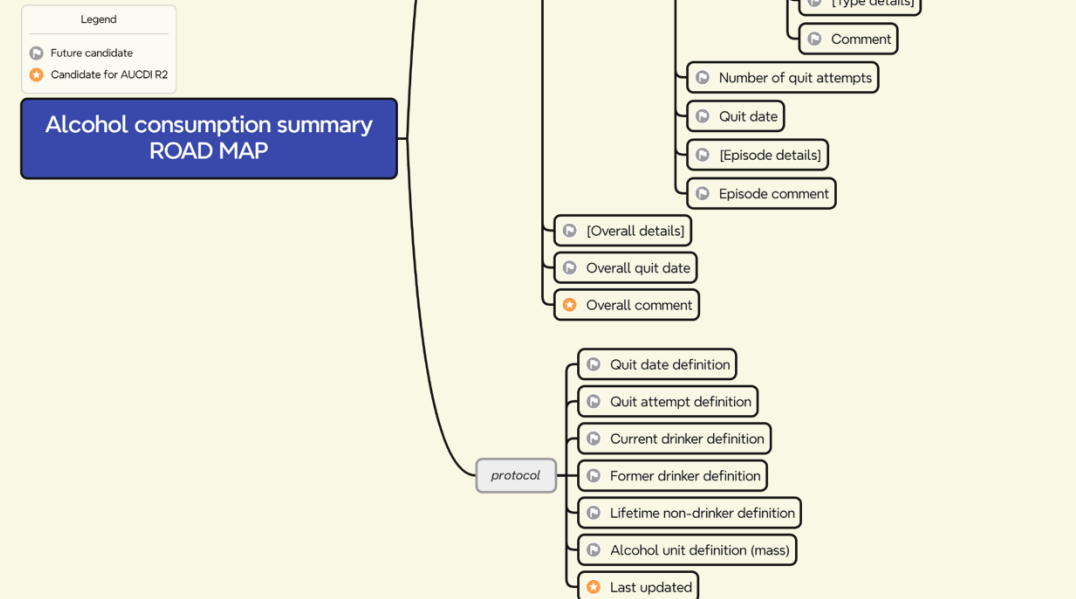 Legend
Future candidate
Candidate for AUCDI R2
Alcohol consumption summary
ROAD MAP
[Type details]
Comment
Number of quit attempts
Quit date
[Episode details]
Episode comment
[Overall details]
Overall quit date
Overall comment
protocol
Quit date definition
Quit attempt definition
Current drinker definition
Former drinker definition
Lifetime non-drinker definition
Alcohol unit definition (mass)
Last updated